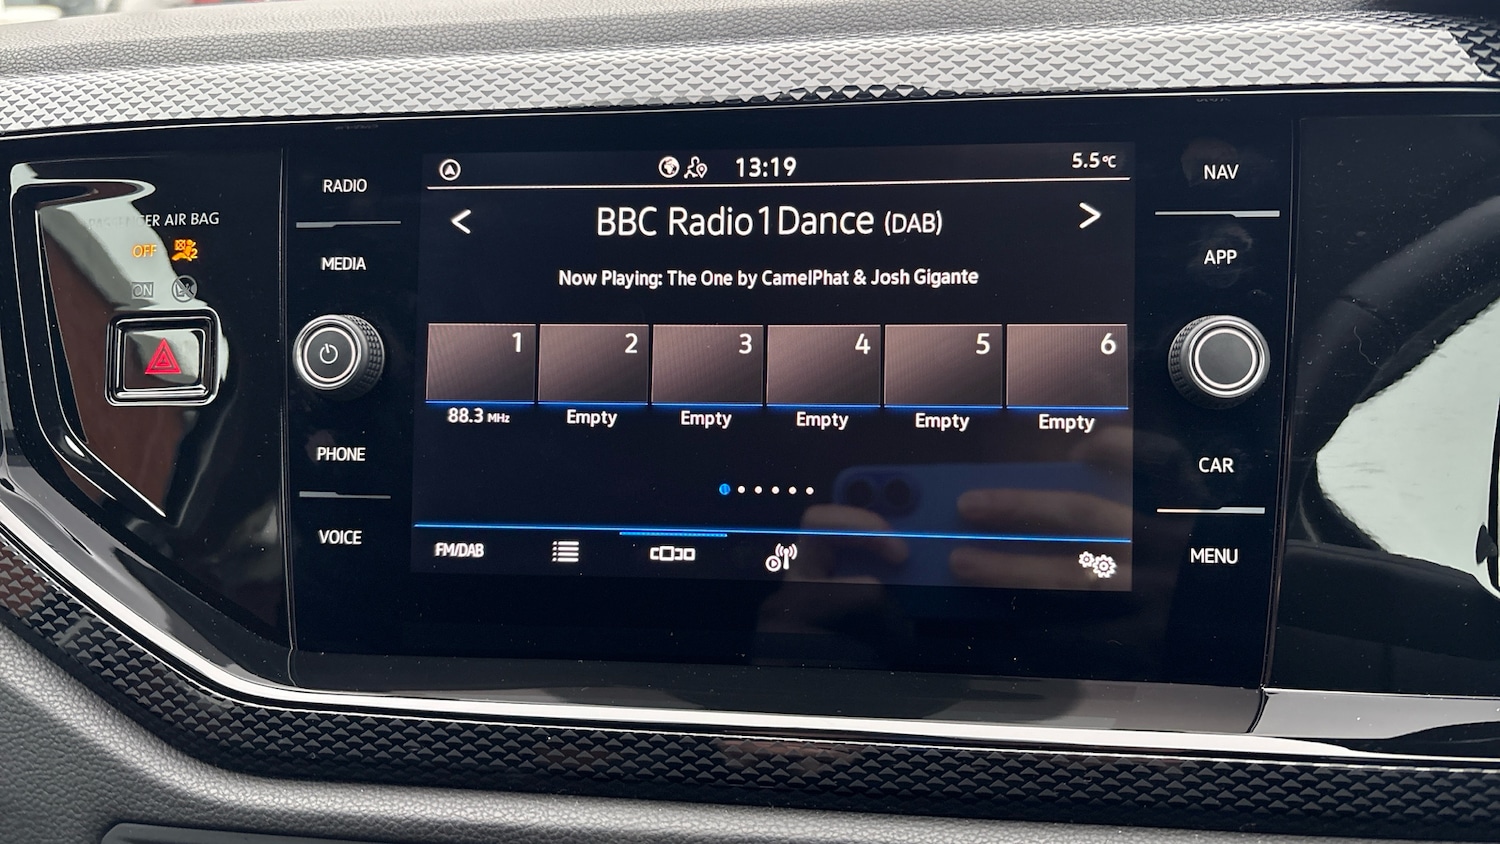 PASSENGER AIR BAG
OFF
ON
RADIO
MEDIA
PHONE
VOICE
13:19
5.5°C
< BBC Radio 1 Dance (DAB) >
Now Playing: The One by CamelPhat & Josh Gigante
1 2 3 4 5 6
88.3 MHz Empty Empty Empty Empty Empty
FM/DAB
NAV
APP
CAR
MENU